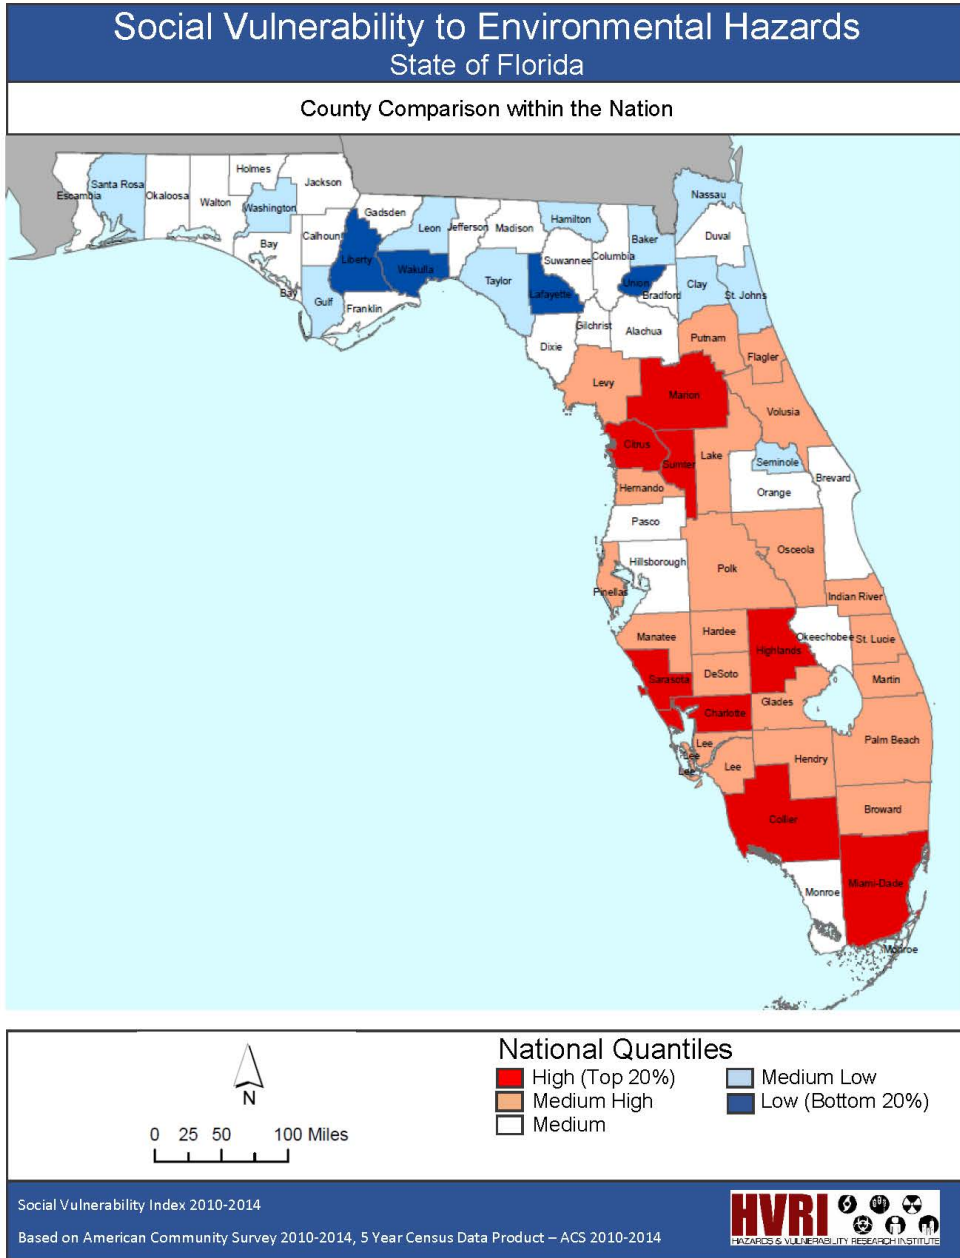 Social Vulnerability to Environmental Hazards
State of Florida
County Comparison within the Nation
Holmes
Jackson
Santa Rosa
Escambia
Okaloosa
Walton
Washington
Nassau
Gadsden
Hamilton
Leon
Jefferson
Madison
Calhoun
Duval
Bay
Baker
Columbia
Suwannee
Liberty
Wakulla
Taylor
Union
Clay
Bay
Lafayette
Bradford
St. Johns
Gulf
Franklin
Gilchrist
Alachua
Dixie
Putnam
Flagler
Levy
Marion
Volusia
Citrus
Lake
Sumter
Seminole
Brevard
Hernando
Orange
Pasco
Osceola
Hillsborough
Polk
Pinellas
Indian River
Manatee
Hardee
Okeechobee
St. Lucie
Highlands
Sarasota
DeSoto
Martin
Glades
Charlotte
Lee
Palm Beach
Lee
Hendry
Lee
Lee
Broward
Collier
Miami-Dade
Monroe
Monroe
National Quantiles
High (Top 20%)
Medium Low
Medium High
Low (Bottom 20%)
Medium
N
0 25 50 100 Miles
Social Vulnerability Index 2010-2014
Based on American Community Survey 2010-2014, 5 Year Census Data Product – ACS 2010-2014
HVRI
HAZARDS & VULNERABILITY RESEARCH INSTITUTE